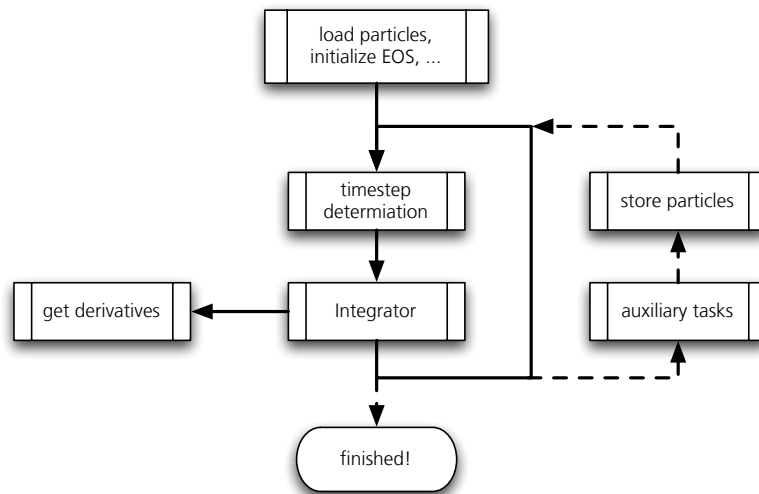 load particles,
initialize EOS, ...
timestep
determiation
store particles
get derivatives
Integrator
auxiliary tasks
finished!